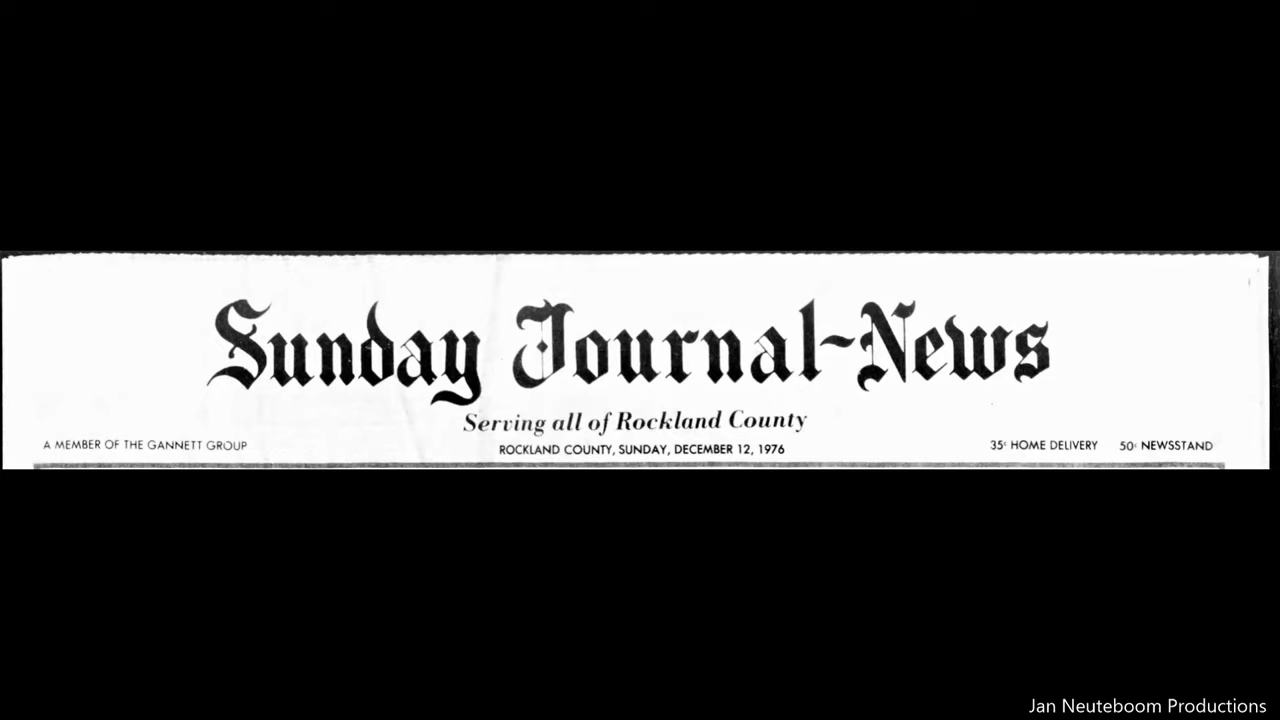 Sunday Journal-News
Serving all of Rockland County
A MEMBER OF THE GANNETT GROUP
ROCKLAND COUNTY, SUNDAY, DECEMBER 12, 1976
35¢ HOME DELIVERY 50¢ NEWSSTAND
Jan Neuteboom Productions